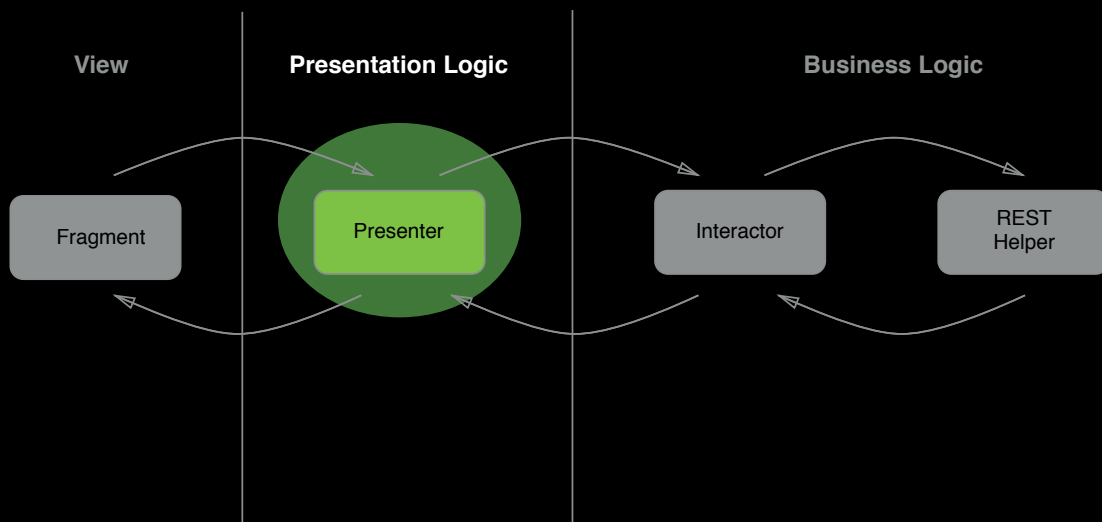 View
Presentation Logic
Business Logic
Fragment
Presenter
Interactor
REST
Helper